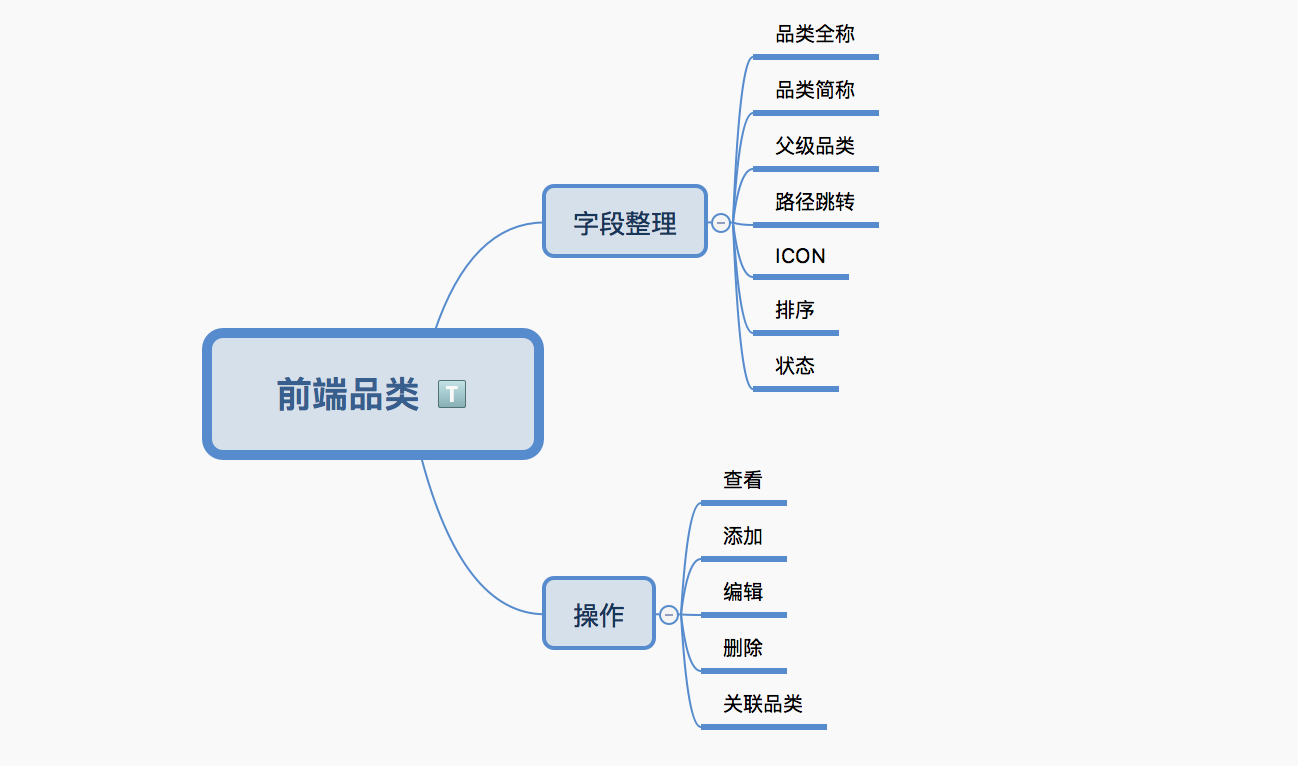 前端品类 T
字段整理
品类全称
品类简称
父级品类
路径跳转
ICON
排序
状态
操作
查看
添加
编辑
删除
关联品类